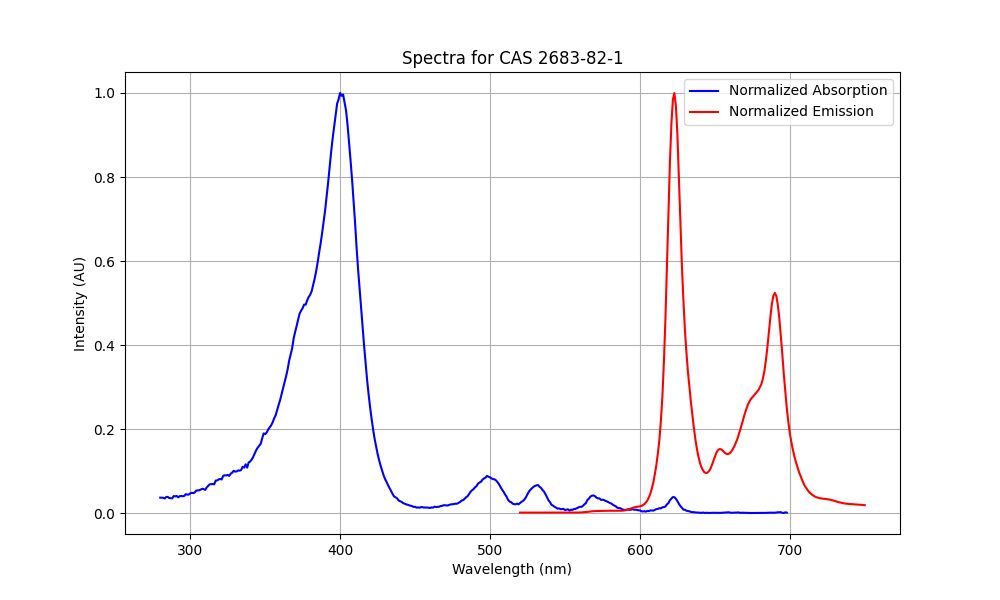 Spectra for CAS 2683-82-1
Normalized Absorption
Normalized Emission
Intensity (AU)
1.0
0.8
0.6
0.4
0.2
0.0
300 400 500 600 700
Wavelength (nm)